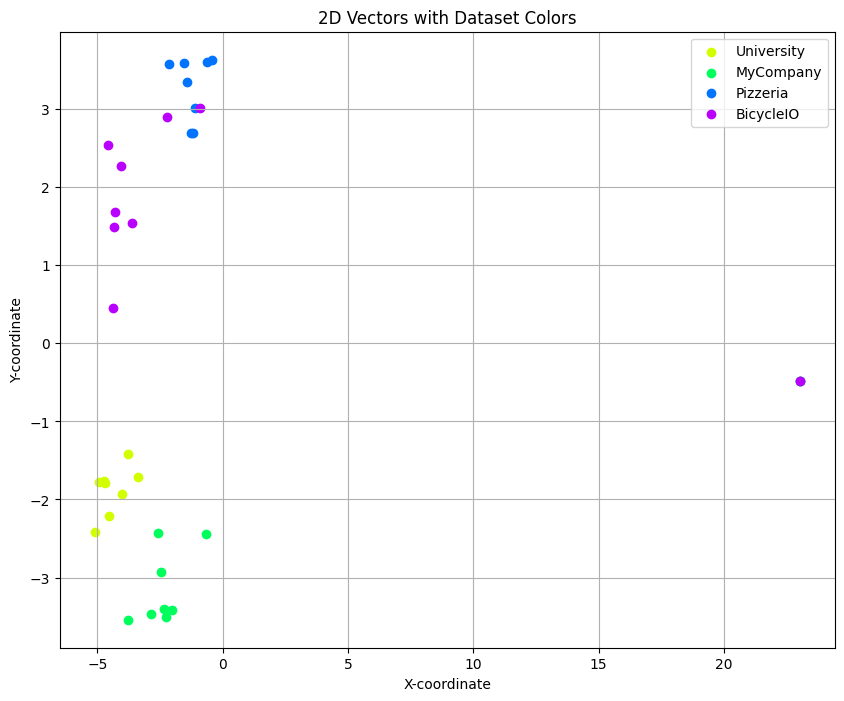 2D Vectors with Dataset Colors
University
MyCompany
Pizzeria
BicycleIO
3
2
1
0
−1
−2
−3
Y-coordinate
−5
0
5
10
15
20
X-coordinate